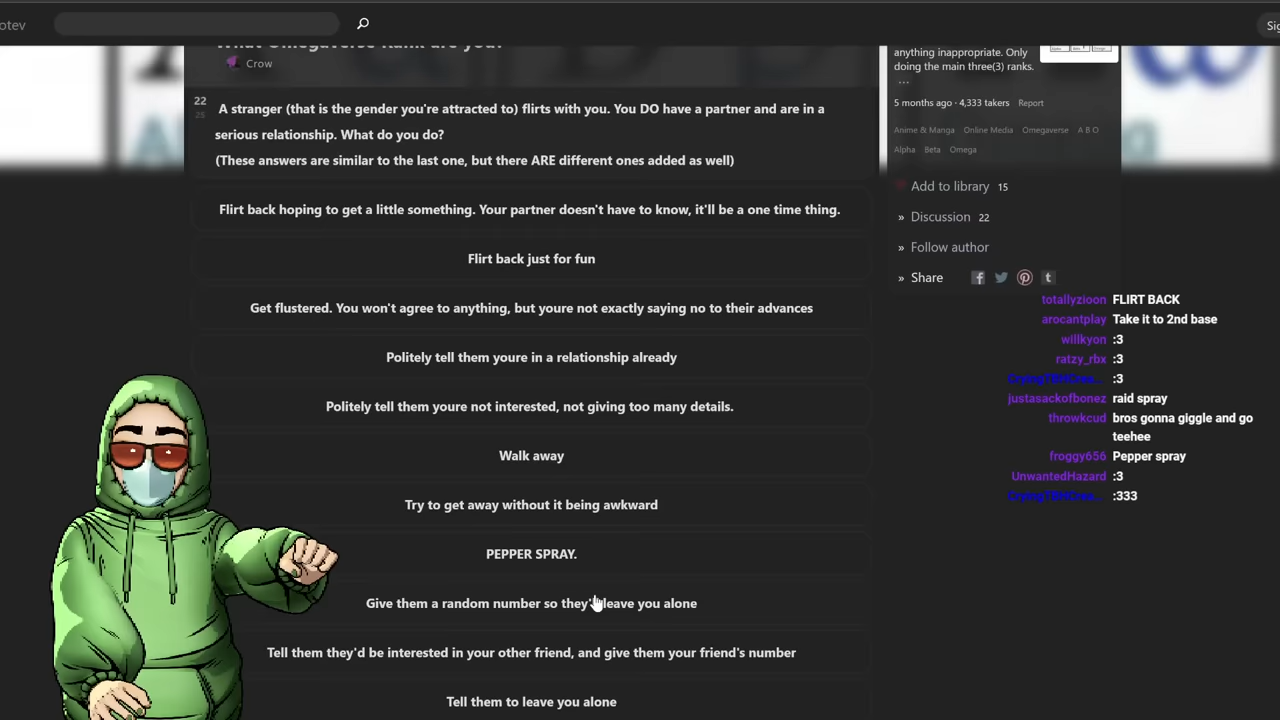 otev
Sig
What Omegaverse Rank are you?
Crow
22
25
A stranger (that is the gender you're attracted to) flirts with you. You DO have a partner and are in a
serious relationship. What do you do?
(These answers are similar to the last one, but there ARE different ones added as well)
Flirt back hoping to get a little something. Your partner doesn't have to know, it'll be a one time thing.
Flirt back just for fun
Get flustered. You won't agree to anything, but youre not exactly saying no to their advances
Politely tell them youre in a relationship already
Politely tell them youre not interested, not giving too many details.
Walk away
Try to get away without it being awkward
PEPPER SPRAY.
Give them a random number so they'll leave you alone
Tell them they'd be interested in your other friend, and give them your friend's number
Tell them to leave you alone
anything inappropriate. Only
doing the main three(3) ranks.
...
5 months ago · 4,333 takers Report
Anime & Manga Online Media Omegaverse A B O
Alpha Beta Omega
Add to library 15
» Discussion 22
» Follow author
» Share
totallyzioon FLIRT BACK
arocantplay Take it to 2nd base
willkyon :3
ratzy_rbx :3
:3
justasackofbonez raid spray
throwkcud bros gonna giggle and go
teehee
froggy656 Pepper spray
UnwantedHazard :3
:333